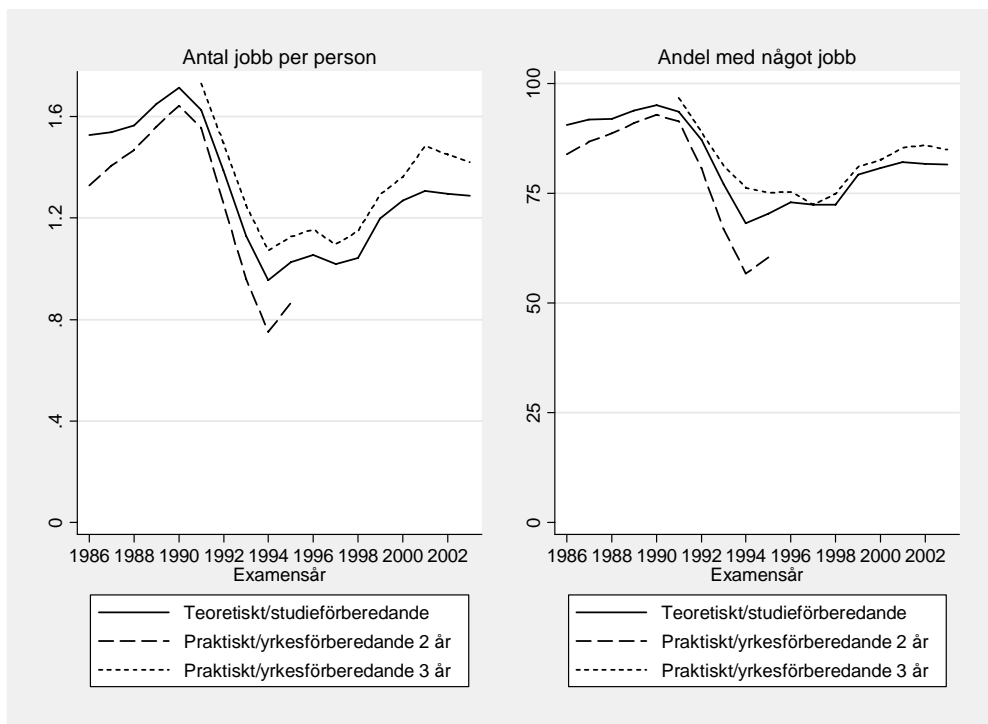 Antal jobb per person
1.6
1.2
.8
.4
0
1986 1988 1990 1992 1994 1996 1998 2000 2002
Examensår
Teoretiskt/studieförberedande
Praktiskt/yrkesförberedande 2 år
Praktiskt/yrkesförberedande 3 år
Andel med något jobb
100
75
50
25
0
1986 1988 1990 1992 1994 1996 1998 2000 2002
Examensår
Teoretiskt/studieförberedande
Praktiskt/yrkesförberedande 2 år
Praktiskt/yrkesförberedande 3 år